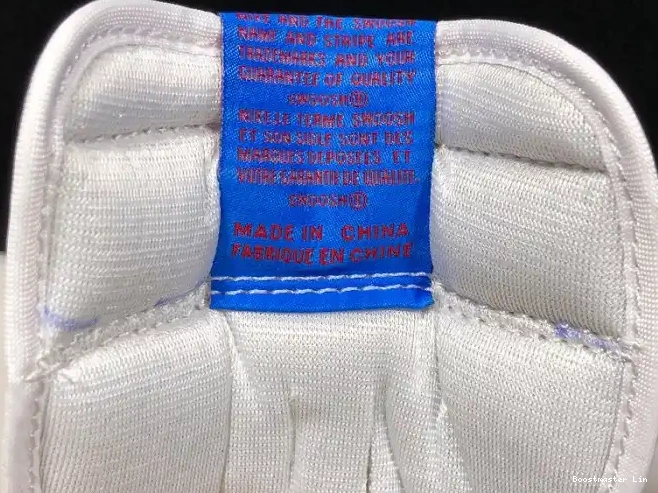 NIKE AND THE SWOOSH
NAME AND STRIPE ARE
TRADEMARKS AND YOUR
GUARANTEE OF QUALITY
SWOOSH®
NIKE LE TERME SWOOSH
ET SON SIGLE SONT DES
MARQUES DEPOSEES ET
VOTRE GARANTIE DE QUALITE
SWOOSH®
MADE IN CHINA
FABRIQUE EN CHINE
Boostmaster Lin